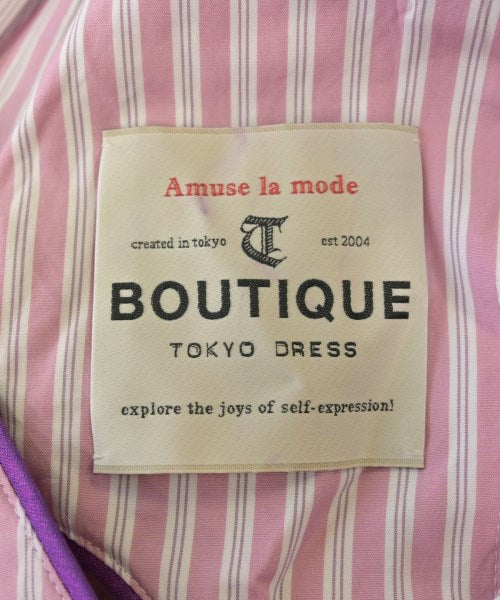 Amuse la mode
created in tokyo T est 2004
BOUTIQUE
TOKYO DRESS
explore the joys of self-expression!